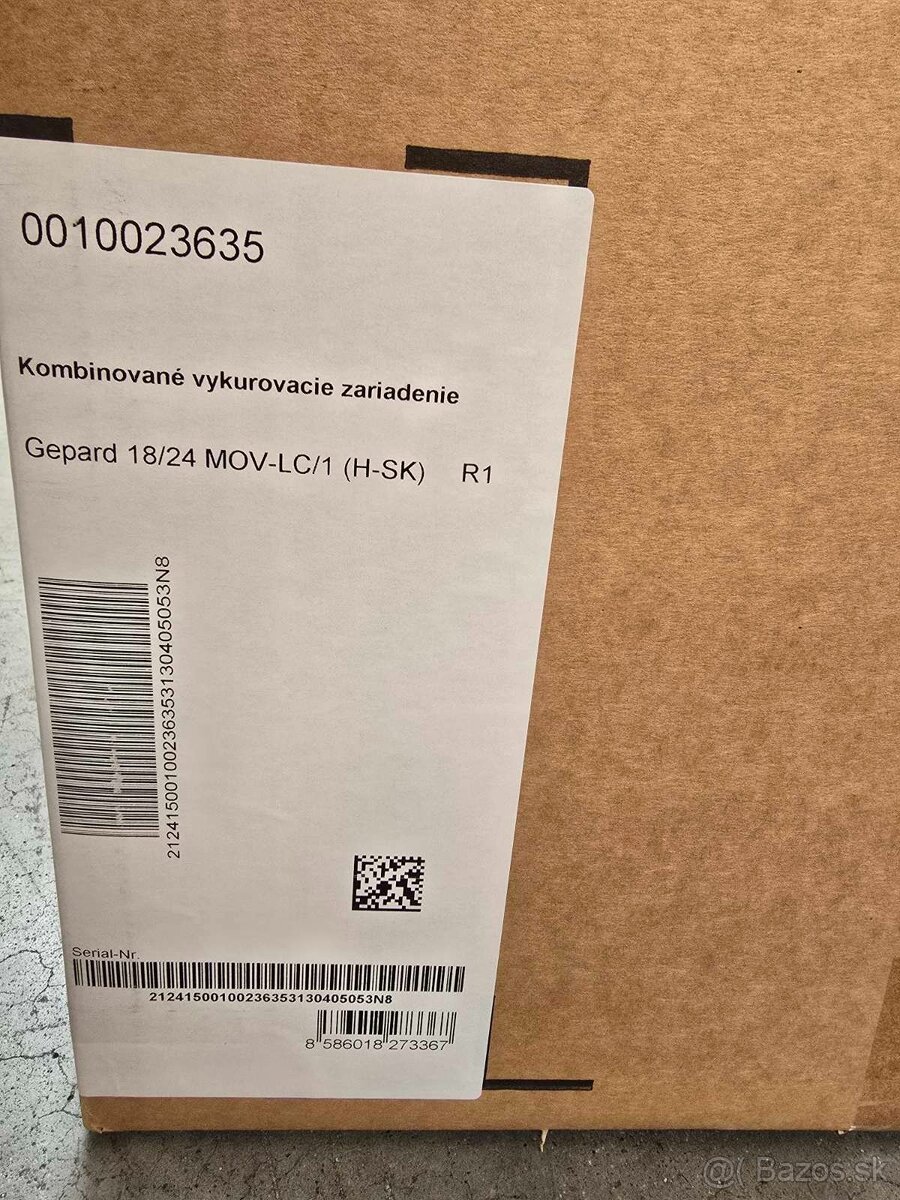 0010023635
Kombinované vykurovacie zariadenie
Gepard 18/24 MOV-LC/1 (H-SK) R1
21241500100236353130405053N8
Serial-Nr.
21241500100236353130405053N8
8 586018 273367
@( Bazos.sk